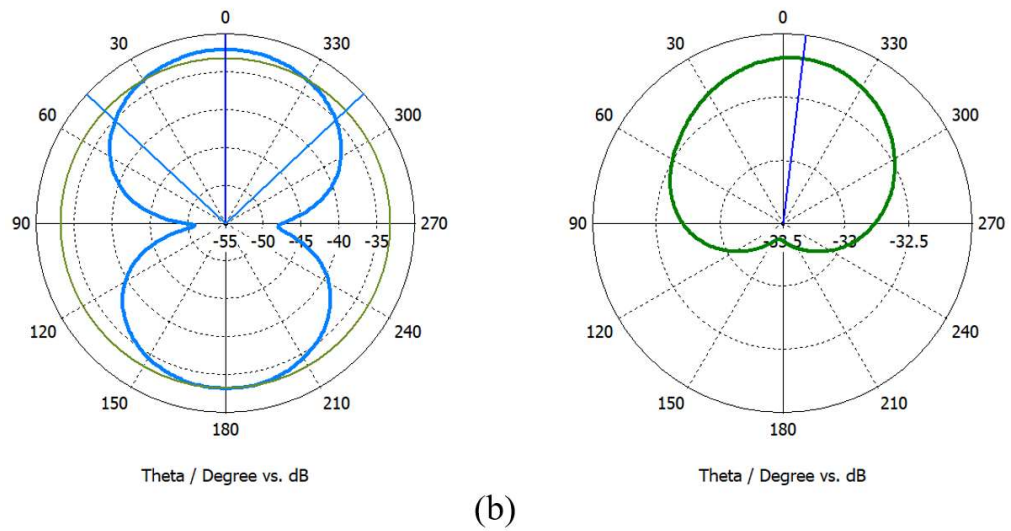 0 0
30 330 30 330
60 300 60 300
90 -55 -50 -45 -40 -35 270 90 -33.5 -33 -32.5 270
120 240 120 240
150 210 150 210
180 180
Theta / Degree vs. dB Theta / Degree vs. dB
(b)